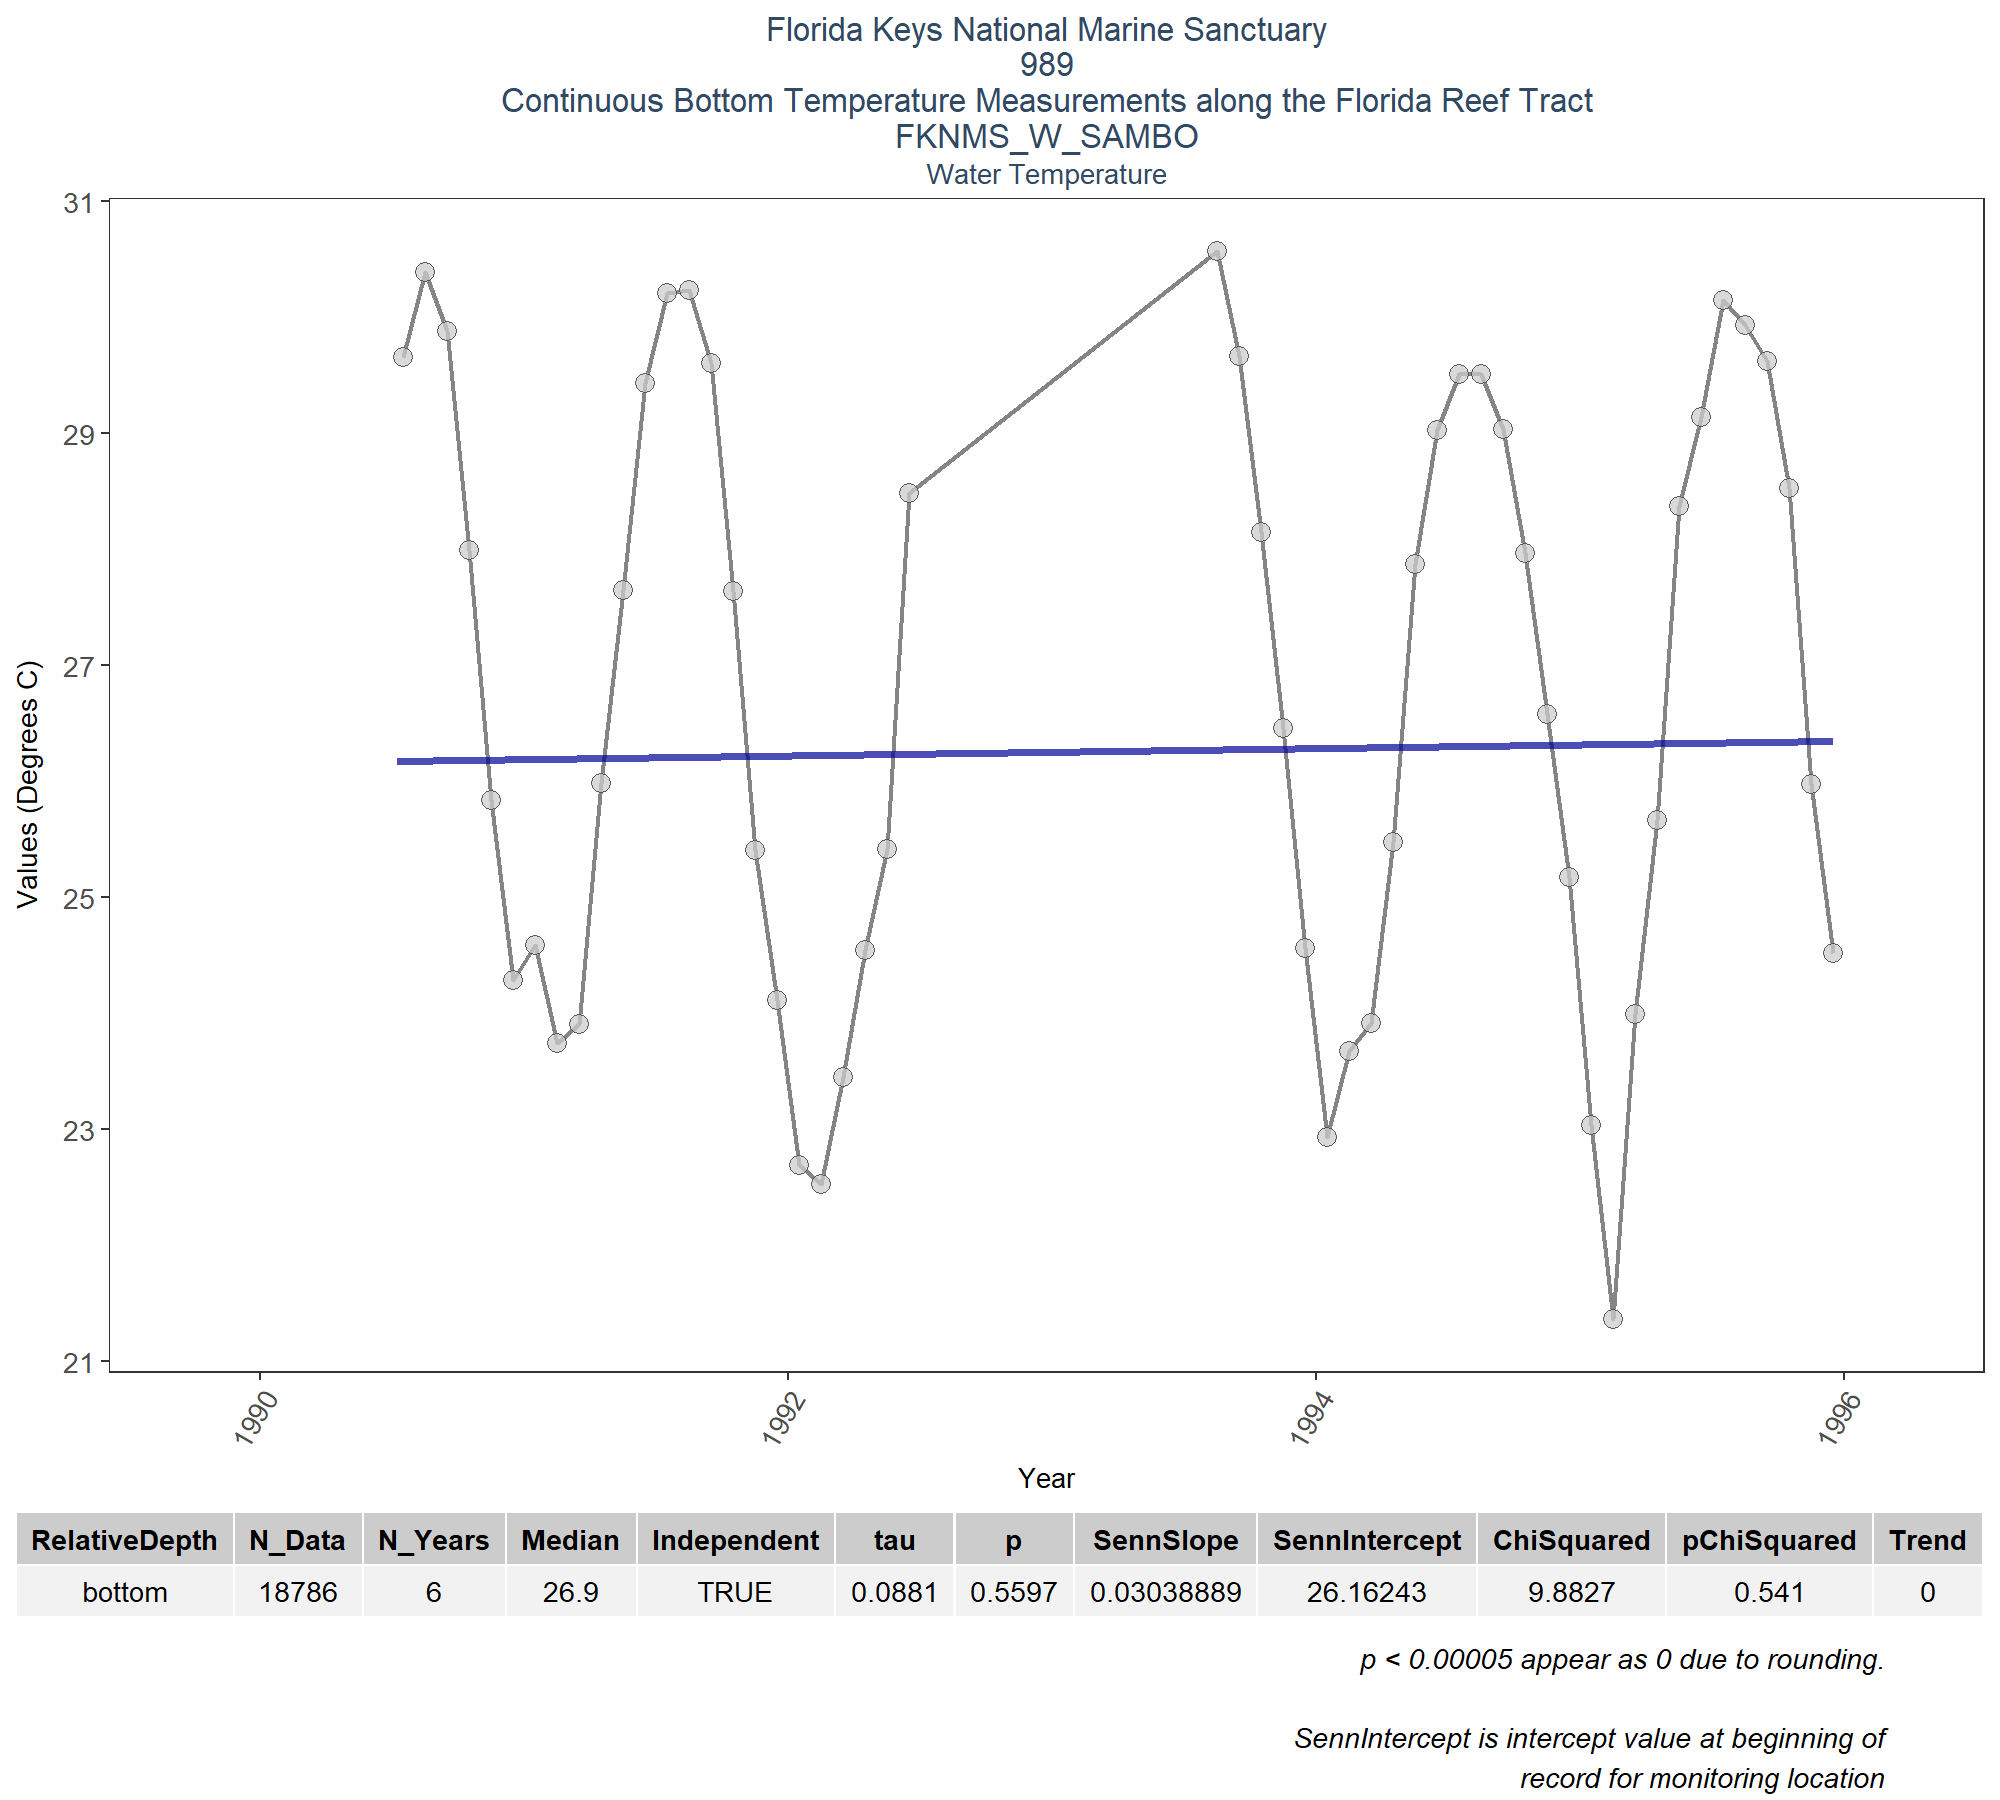 Florida Keys National Marine Sanctuary
989
Continuous Bottom Temperature Measurements along the Florida Reef Tract
FKNMS_W_SAMBO
Water Temperature
31
29
27
25
23
21
Values (Degrees C)
1990 1992 1994 1996
Year
RelativeDepth N_Data N_Years Median Independent tau p SennSlope SennIntercept ChiSquared pChiSquared Trend
bottom 18786 6 26.9 TRUE 0.0881 0.5597 0.03038889 26.16243 9.8827 0.541 0
p < 0.00005 appear as 0 due to rounding.
SennIntercept is intercept value at beginning of
record for monitoring location